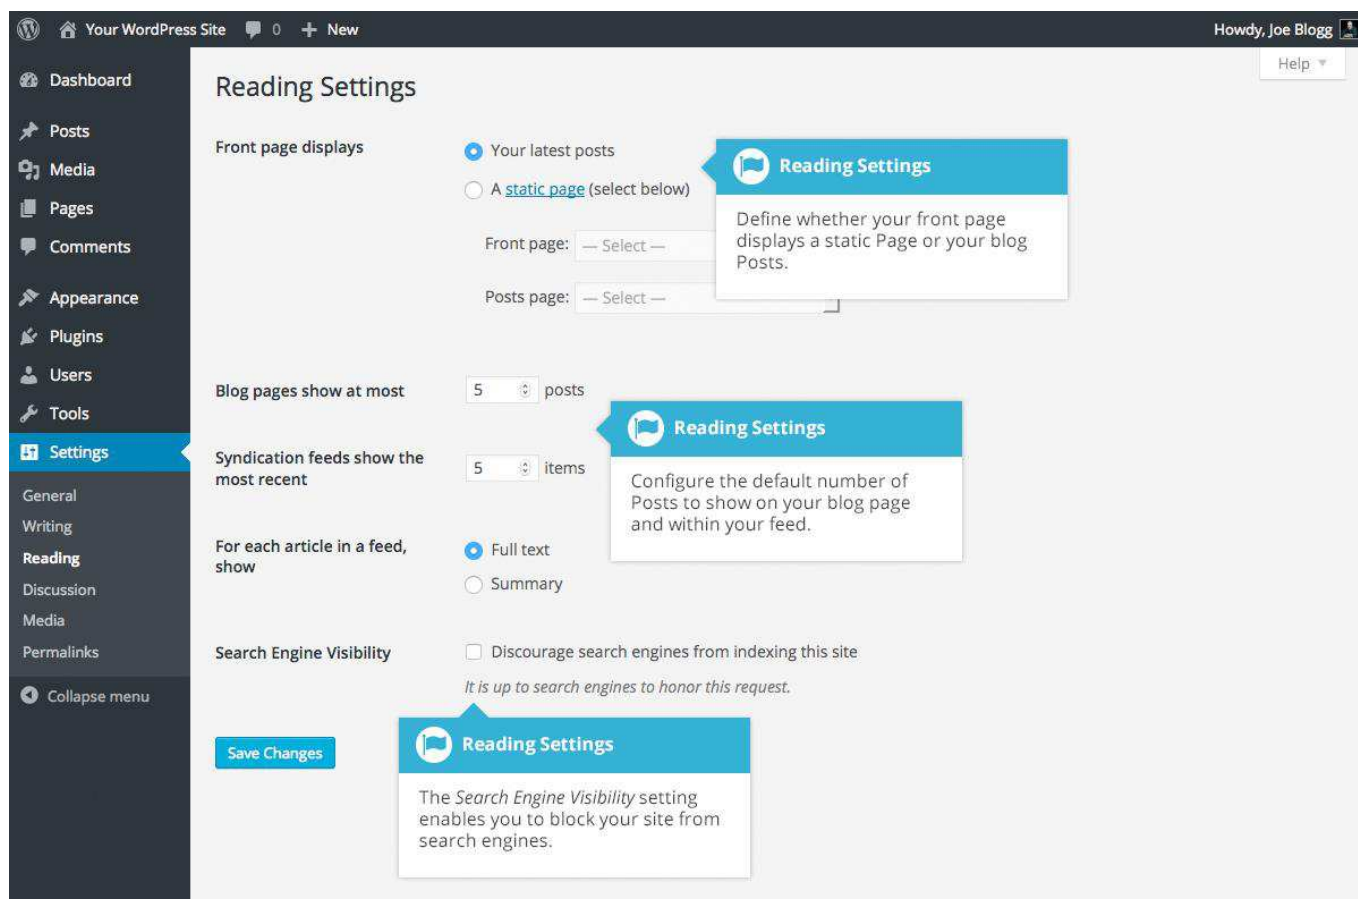 Your WordPress Site 0 New Howdy, Joe Blogg
Help
Dashboard
Posts
Media
Pages
Comments
Appearance
Plugins
Users
Tools
Settings
General
Writing
Reading
Discussion
Media
Permalinks
Collapse menu
Reading Settings
Front page displays
Your latest posts
A static page (select below)
Front page: — Select —
Posts page: — Select —
Reading Settings
Define whether your front page
displays a static Page or your blog
Posts.
Blog pages show at most 5 posts
Syndication feeds show the
most recent
5 items
Reading Settings
Configure the default number of
Posts to show on your blog page
and within your feed.
For each article in a feed,
show
Full text
Summary
Search Engine Visibility
Discourage search engines from indexing this site
It is up to search engines to honor this request.
Save Changes
Reading Settings
The Search Engine Visibility setting
enables you to block your site from
search engines.